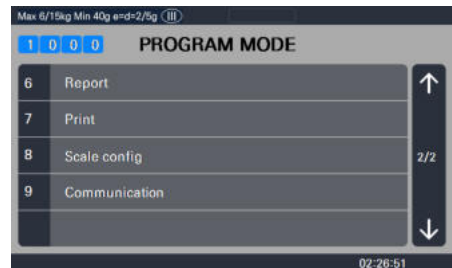 Max 6/15kg Min 40g e=d=2/5g III
1 0 0 0 PROGRAM MODE
6 Report
7 Print
8 Scale config
9 Communication
2/2
02:26:51